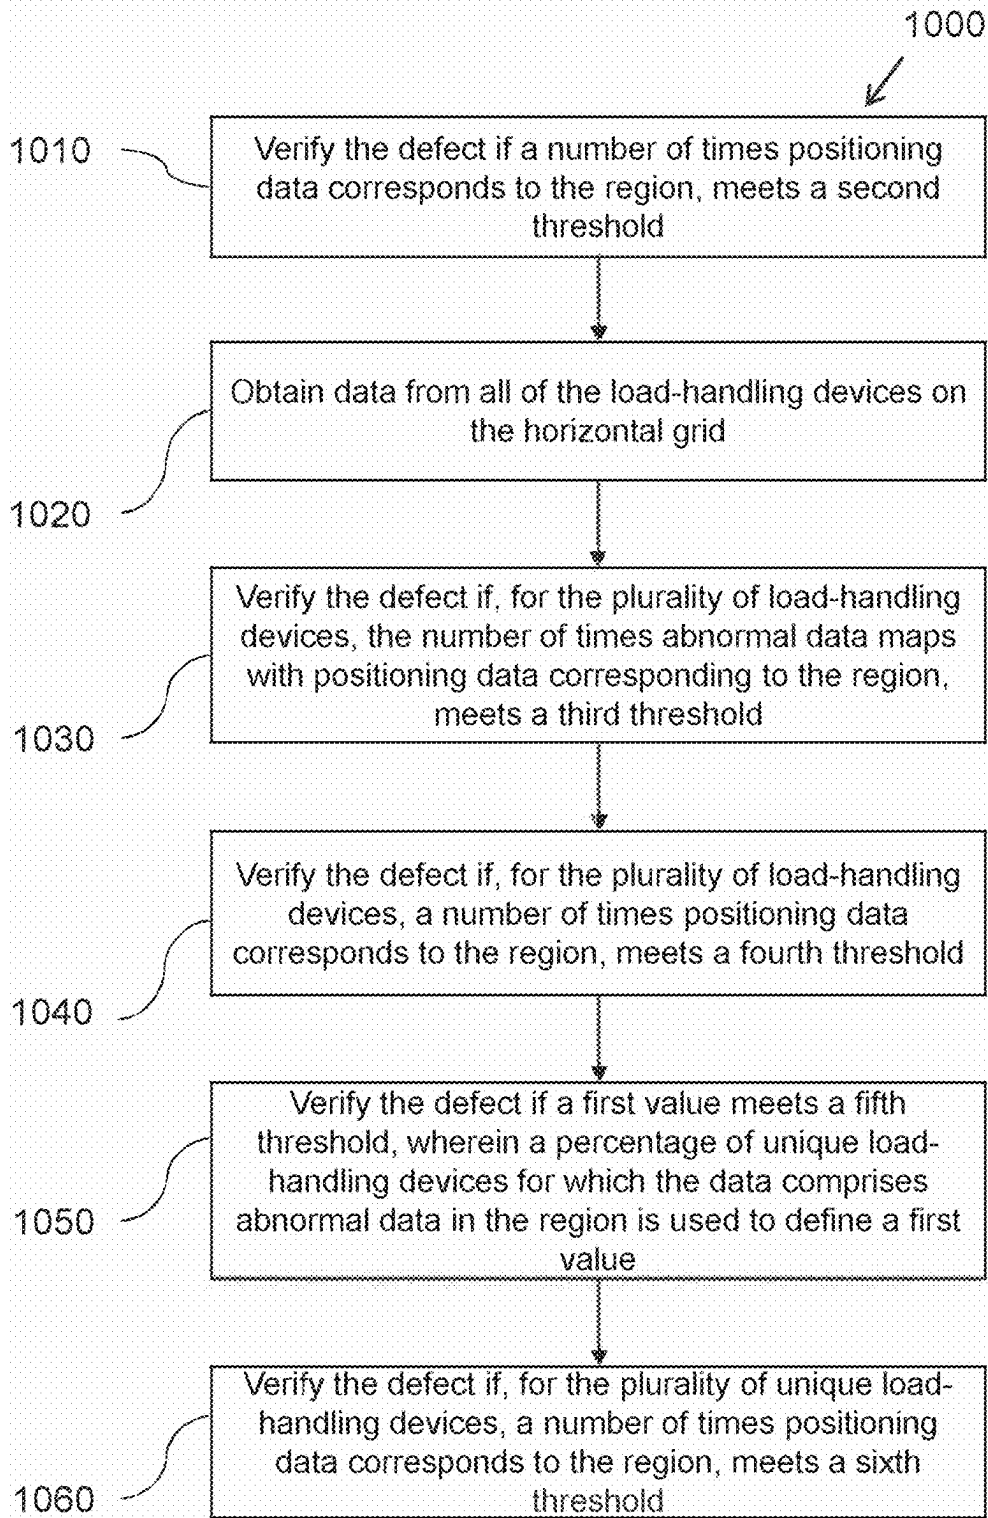 1000
1010
Verify the defect if a number of times positioning
data corresponds to the region, meets a second
threshold
Obtain data from all of the load-handling devices on
the horizontal grid
1020
Verify the defect if, for the plurality of load-handling
devices, the number of times abnormal data maps
with positioning data corresponding to the region,
meets a third threshold
1030
Verify the defect if, for the plurality of load-handling
devices, a number of times positioning data
corresponds to the region, meets a fourth threshold
1040
Verify the defect if a first value meets a fifth
threshold, wherein a percentage of unique load-
handling devices for which the data comprises
abnormal data in the region is used to define a first
value
1050
Verify the defect if, for the plurality of unique load-
handling devices, a number of times positioning
data corresponds to the region, meets a sixth
threshold
1060